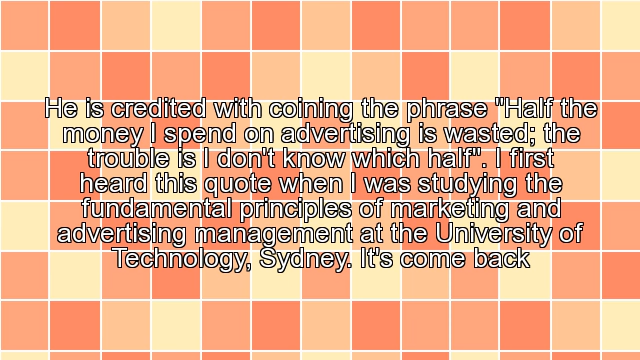 He is credited with coining the phrase "Half the
money I spend on advertising is wasted; the
trouble is I don't know which half". I first
heard this quote when I was studying the
fundamental principles of marketing and
advertising management at the University of
Technology, Sydney. It's come back